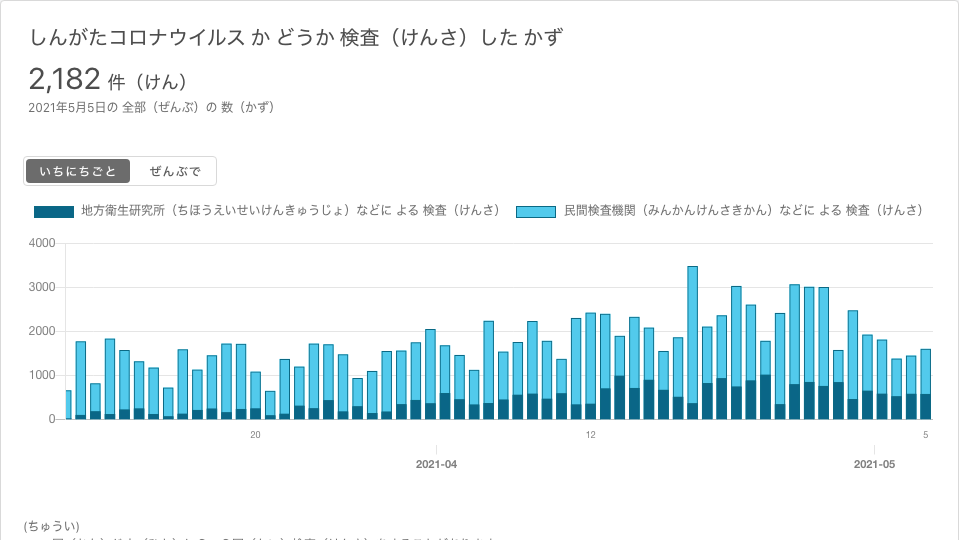 しんがたコロナウイルス か どうか 検査（けんさ）した かず
2,182 件（けん）
2021年5月5日の 全部（ぜんぶ）の 数（かず）
いちにちごと ぜんぶで
地方衛生研究所（ちほうえいせいけんきゅうじょ）などに よる 検査（けんさ） 民間検査機関（みんかんけんさきかん）などに よる 検査（けんさ）
4000
3000
2000
1000
0
20 12 5
2021-04 2021-05
(ちゅうい)